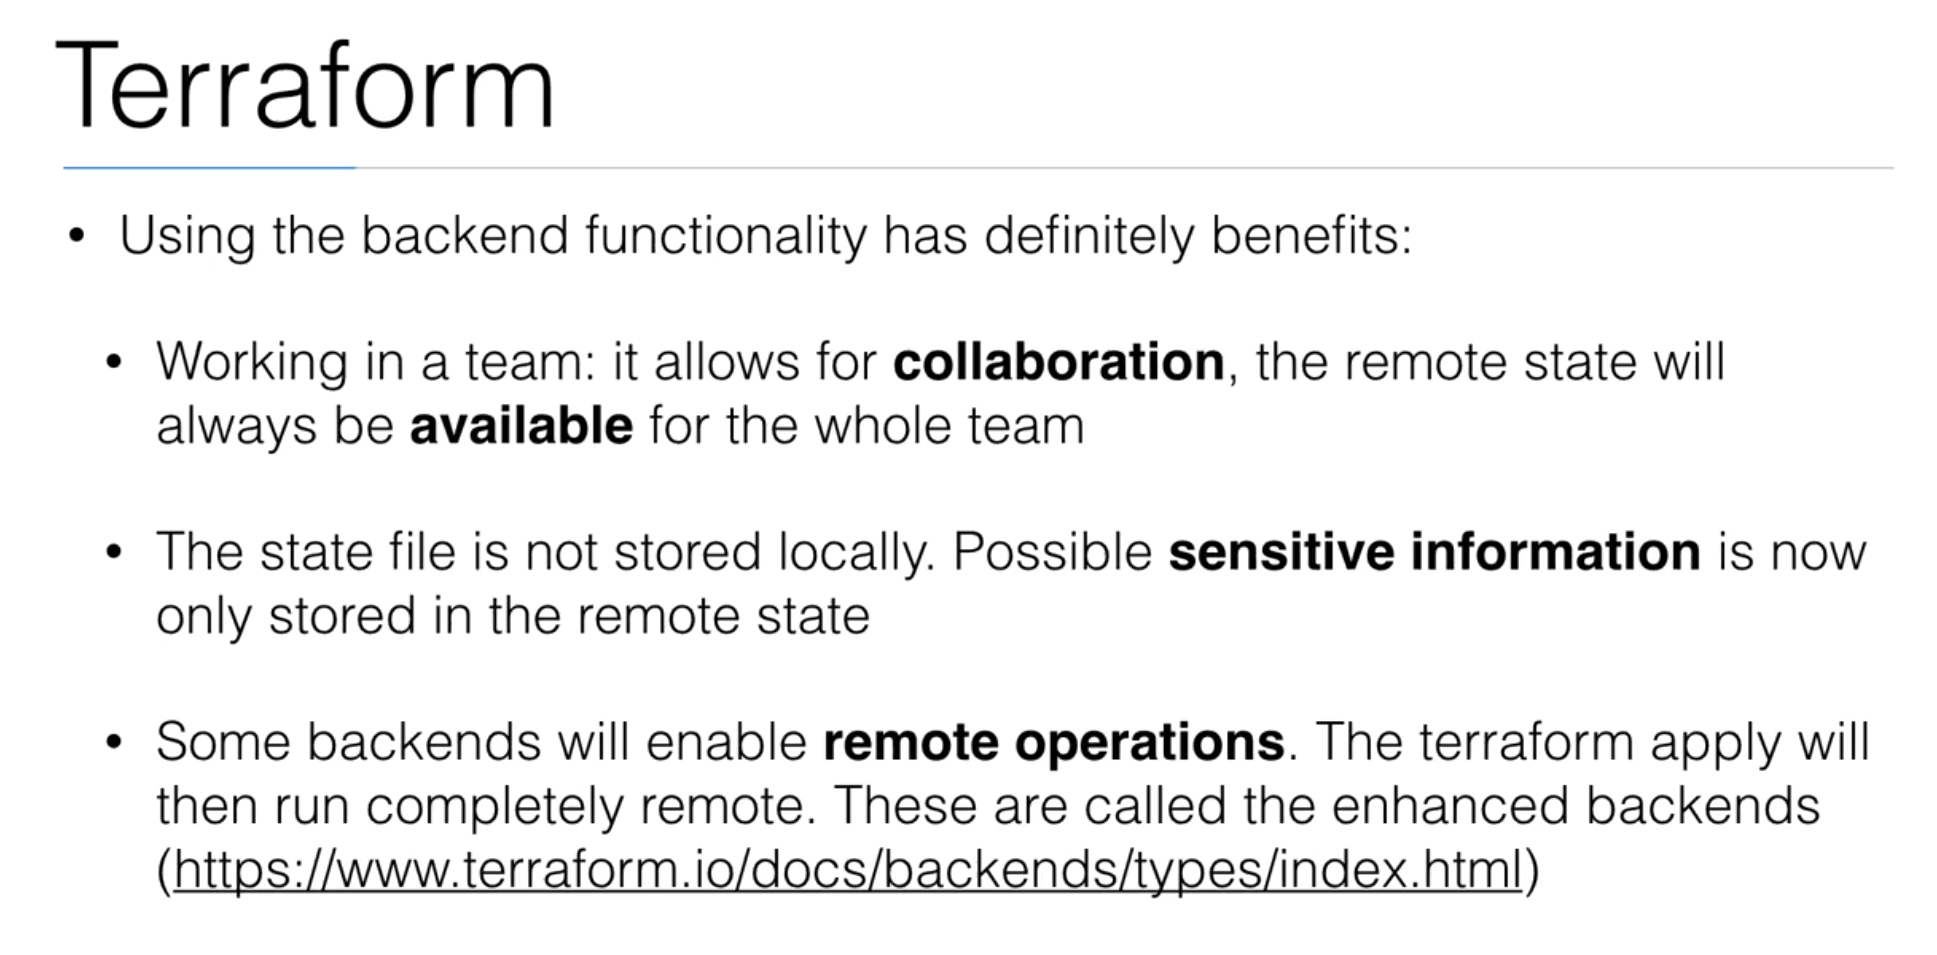 Terraform
• Using the backend functionality has definitely benefits:
• Working in a team: it allows for collaboration, the remote state will
always be available for the whole team
• The state file is not stored locally. Possible sensitive information is now
only stored in the remote state
• Some backends will enable remote operations. The terraform apply will
then run completely remote. These are called the enhanced backends
(https://www.terraform.io/docs/backends/types/index.html)